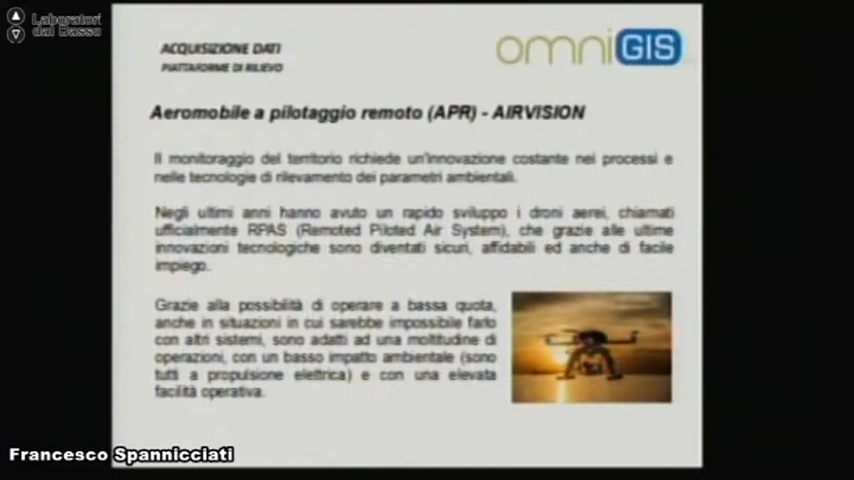 Laboratori
dal Basso
ACQUISIZIONE DATI
PIATTAFORME DI RILIEVO
omniGIS
Aeromobile a pilotaggio remoto (APR) - AIRVISION
Il monitoraggio del territorio richiede un'innovazione costante nei processi e
nelle tecnologie di rilevamento dei parametri ambientali.
Negli ultimi anni hanno avuto un rapido sviluppo i droni aerei, chiamati
ufficialmente RPAS (Remoted Piloted Air System), che grazie alle ultime
innovazioni tecnologiche sono diventati sicuri, affidabili ed anche di facile
impiego.
Grazie alla possibilità di operare a bassa quota,
anche in situazioni in cui sarebbe impossibile farlo
con altri sistemi, sono adatti ad una moltitudine di
operazioni, con un basso impatto ambientale (sono
tutti a propulsione elettrica) e con una elevata
facilità operativa.
Francesco Spannicciati